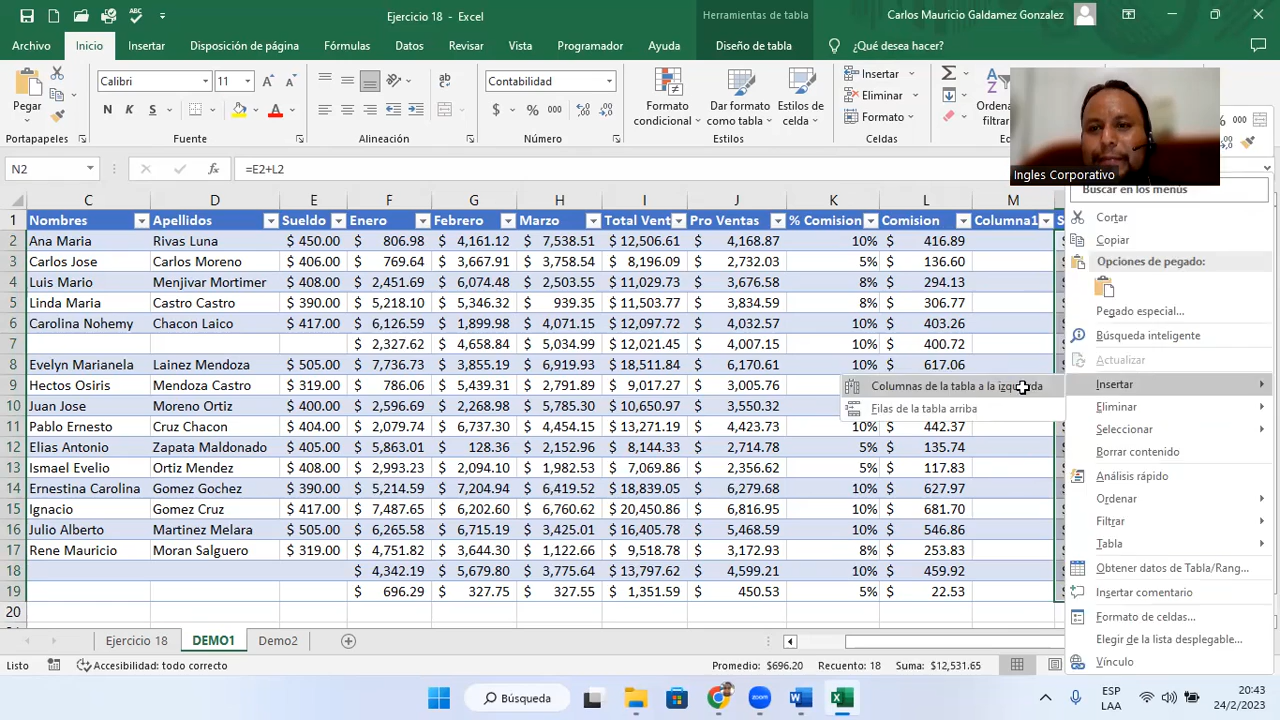 Ejercicio 18 - Excel
Herramientas de tabla
Carlos Mauricio Galdamez Gonzalez
Archivo Inicio Insertar Disposición de página Fórmulas Datos Revisar Vista Programador Ayuda Diseño de tabla ¿Qué desea hacer?
Calibri 11 Contabilidad
Pegar
N K S
$ % 000
Formato condicional
Dar formato como tabla
Estilos de celda
Insertar
Eliminar
Formato
Portapapeles Fuente Alineación Número Estilos Celdas
Ingles Corporativo
N2 =E2+L2
C D E F G H I J K L M
1 Nombres Apellidos Sueldo Enero Febrero Marzo Total Vent Pro Ventas % Comision Comision Columna1
2 Ana Maria Rivas Luna $ 450.00 $ 806.98 $ 4,161.12 $ 7,538.51 $ 12,506.61 $ 4,168.87 10% $ 416.89
3 Carlos Jose Carlos Moreno $ 406.00 $ 769.64 $ 3,667.91 $ 3,758.54 $ 8,196.09 $ 2,732.03 5% $ 136.60
4 Luis Mario Menjivar Mortimer $ 408.00 $ 2,451.69 $ 6,074.48 $ 2,503.55 $ 11,029.73 $ 3,676.58 8% $ 294.13
5 Linda Maria Castro Castro $ 390.00 $ 5,218.10 $ 5,346.32 $ 939.35 $ 11,503.77 $ 3,834.59 8% $ 306.77
6 Carolina Nohemy Chacon Laico $ 417.00 $ 6,126.59 $ 1,899.98 $ 4,071.15 $ 12,097.72 $ 4,032.57 10% $ 403.26
7 $ 2,327.62 $ 4,658.84 $ 5,034.99 $ 12,021.45 $ 4,007.15 10% $ 400.72
8 Evelyn Marianela Lainez Mendoza $ 505.00 $ 7,736.73 $ 3,855.19 $ 6,919.93 $ 18,511.84 $ 6,170.61 10% $ 617.06
9 Hectos Osiris Mendoza Castro $ 319.00 $ 786.06 $ 5,439.31 $ 2,791.89 $ 9,017.27 $ 3,005.76
10 Juan Jose Moreno Ortiz $ 400.00 $ 2,596.69 $ 2,268.98 $ 5,785.30 $ 10,650.97 $ 3,550.32
11 Pablo Ernesto Cruz Chacon $ 404.00 $ 2,079.74 $ 6,737.30 $ 4,454.15 $ 13,271.19 $ 4,423.73 10% $ 442.37
12 Elias Antonio Zapata Maldonado $ 405.00 $ 5,863.01 $ 128.36 $ 2,152.96 $ 8,144.33 $ 2,714.78 5% $ 135.74
13 Ismael Evelio Ortiz Mendez $ 408.00 $ 2,993.23 $ 2,094.10 $ 1,982.53 $ 7,069.86 $ 2,356.62 5% $ 117.83
14 Ernestina Carolina Gomez Gochez $ 390.00 $ 5,214.59 $ 7,204.94 $ 6,419.52 $ 18,839.05 $ 6,279.68 10% $ 627.97
15 Ignacio Gomez Cruz $ 417.00 $ 7,487.65 $ 6,202.60 $ 6,760.62 $ 20,450.86 $ 6,816.95 10% $ 681.70
16 Julio Alberto Martinez Melara $ 505.00 $ 6,265.58 $ 6,715.19 $ 3,425.01 $ 16,405.78 $ 5,468.59 10% $ 546.86
17 Rene Mauricio Moran Salguero $ 319.00 $ 4,751.82 $ 3,644.30 $ 1,122.66 $ 9,518.78 $ 3,172.93 8% $ 253.83
18 $ 4,342.19 $ 5,679.80 $ 3,775.64 $ 13,797.62 $ 4,599.21 10% $ 459.92
19 $ 696.29 $ 327.75 $ 327.55 $ 1,351.59 $ 450.53 5% $ 22.53
20
Buscar en los menús
Cortar
Copiar
Opciones de pegado:
Pegado especial...
Búsqueda inteligente
Actualizar
Insertar
Eliminar
Seleccionar
Borrar contenido
Análisis rápido
Ordenar
Filtrar
Tabla
Obtener datos de Tabla/Rang...
Insertar comentario
Formato de celdas...
Elegir de la lista desplegable...
Vínculo
Columnas de la tabla a la izquierda
Filas de la tabla arriba
Ejercicio 18 DEMO1 Demo2
Listo Accesibilidad: todo correcto Promedio: $696.20 Recuento: 18 Suma: $12,531.65
Búsqueda
ESP
LAA
20:43
24/2/2023